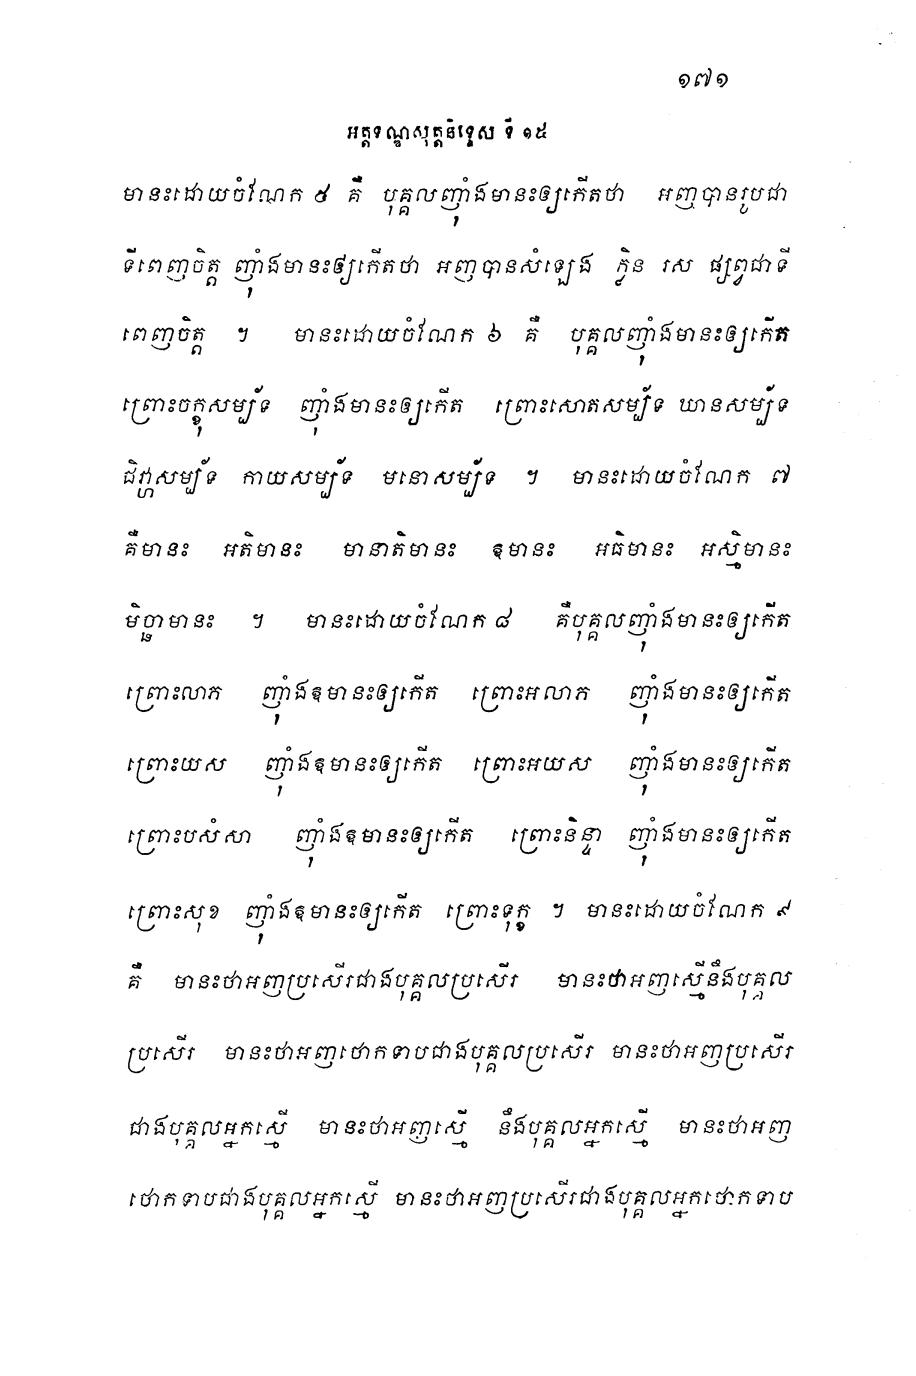 ១៧១
អត្តទណ្ឌសុត្តនិទ្ទេស ទី ១៥
មានះដោយចំណែក ៥ គឺ បុគ្គលញុំាងមានះឲ្យកើតថា អញបានរូបជា
ទីពេញចិត្ត ញុំាងមានះឲ្យកើតថា អញបានសំឡេង ក្លិន រស ផ្សព្វជាទី
ពេញចិត្ត ។ មានះដោយចំណែក ៦ គឺ បុគ្គលញុំាងមានះឲ្យកើត
ព្រោះចក្ខុសម្ប័ទ ញុំាងមានះឲ្យកើត ព្រោះសោតសម្ប័ទ ឃានសម្ប័ទ
ជិវ្ហាសម្ប័ទ កាយសម្ប័ទ មនោសម្ប័ទ ។ មានះដោយចំណែក ៧
គឺមានះ អតិមានះ មានាតិមានះ ឱមានះ អធិមានះ អស្មិមានះ
មិច្ឆាមានះ ។ មានះដោយចំណែក ៨ គឺបុគ្គលញុំាងមានះឲ្យកើត
ព្រោះលាភ ញុំាងឱមានះឲ្យកើត ព្រោះអលាភ ញុំាងមានះឲ្យកើត
ព្រោះយស ញុំាងឱមានះឲ្យកើត ព្រោះអយស ញុំាងមានះឲ្យកើត
ព្រោះបសំសា ញុំាងឱមានះឲ្យកើត ព្រោះនិន្ទា ញុំាងមានះឲ្យកើត
ព្រោះសុខ ញុំាងឱមានះឲ្យកើត ព្រោះទុក្ខ ។ មានះដោយចំណែក ៩
គឺ មានះថាអញប្រសើរជាងបុគ្គលប្រសើរ មានះថាអញស្មើនឹងបុគ្គល
ប្រសើរ មានះថាអញថោកទាបជាងបុគ្គលប្រសើរ មានះថាអញប្រសើរ
ជាងបុគ្គលអ្នកស្មើ មានះថាអញស្មើ នឹងបុគ្គលអ្នកស្មើ មានះថាអញ
ថោកទាបជាងបុគ្គលអ្នកស្មើ មានះថាអញប្រសើរជាងបុគ្គលអ្នកថោកទាប